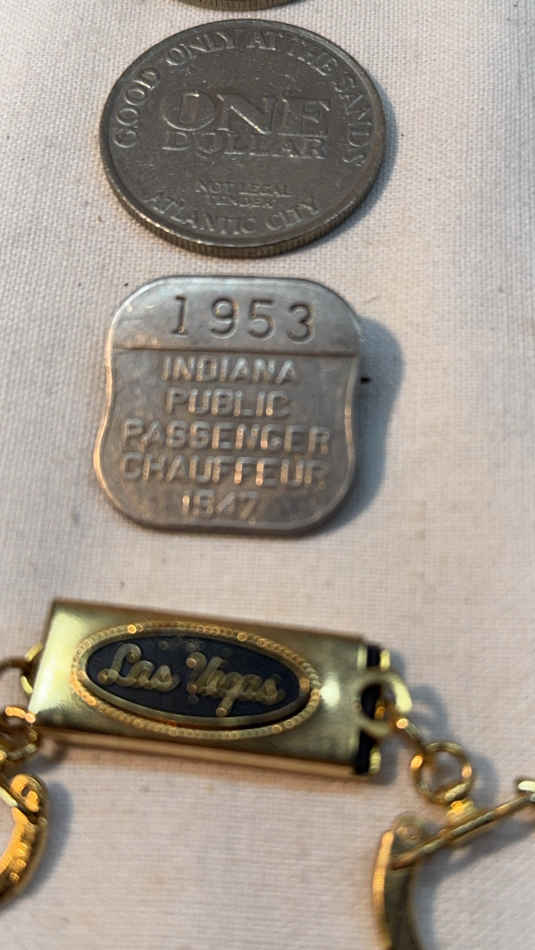 GOOD ONLY AT THE SANDS
ONE
DOLLAR
NOT LEGAL
TENDER
ATLANTIC CITY
1953
INDIANA
PUBLIC
PASSENGER
CHAUFFEUR
1547
Las Vegas